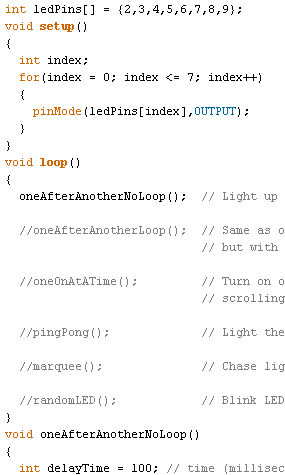 int ledPins[] = {2,3,4,5,6,7,8,9};
void setup()
{
  int index;
  for(index = 0; index <= 7; index++)
  {
    pinMode(ledPins[index],OUTPUT);
  }
}
void loop()
{
  oneAfterAnotherNoLoop();  // Light up
  //oneAfterAnotherLoop();  // Same as o
                            // but with
  //oneOnAtATime();         // Turn on o
                            // scrolling
  //pingPong();             // Light the
  //marquee();              // Chase lig
  //randomLED();            // Blink LED
}
void oneAfterAnotherNoLoop()
{
  int delayTime = 100; // time (millisec